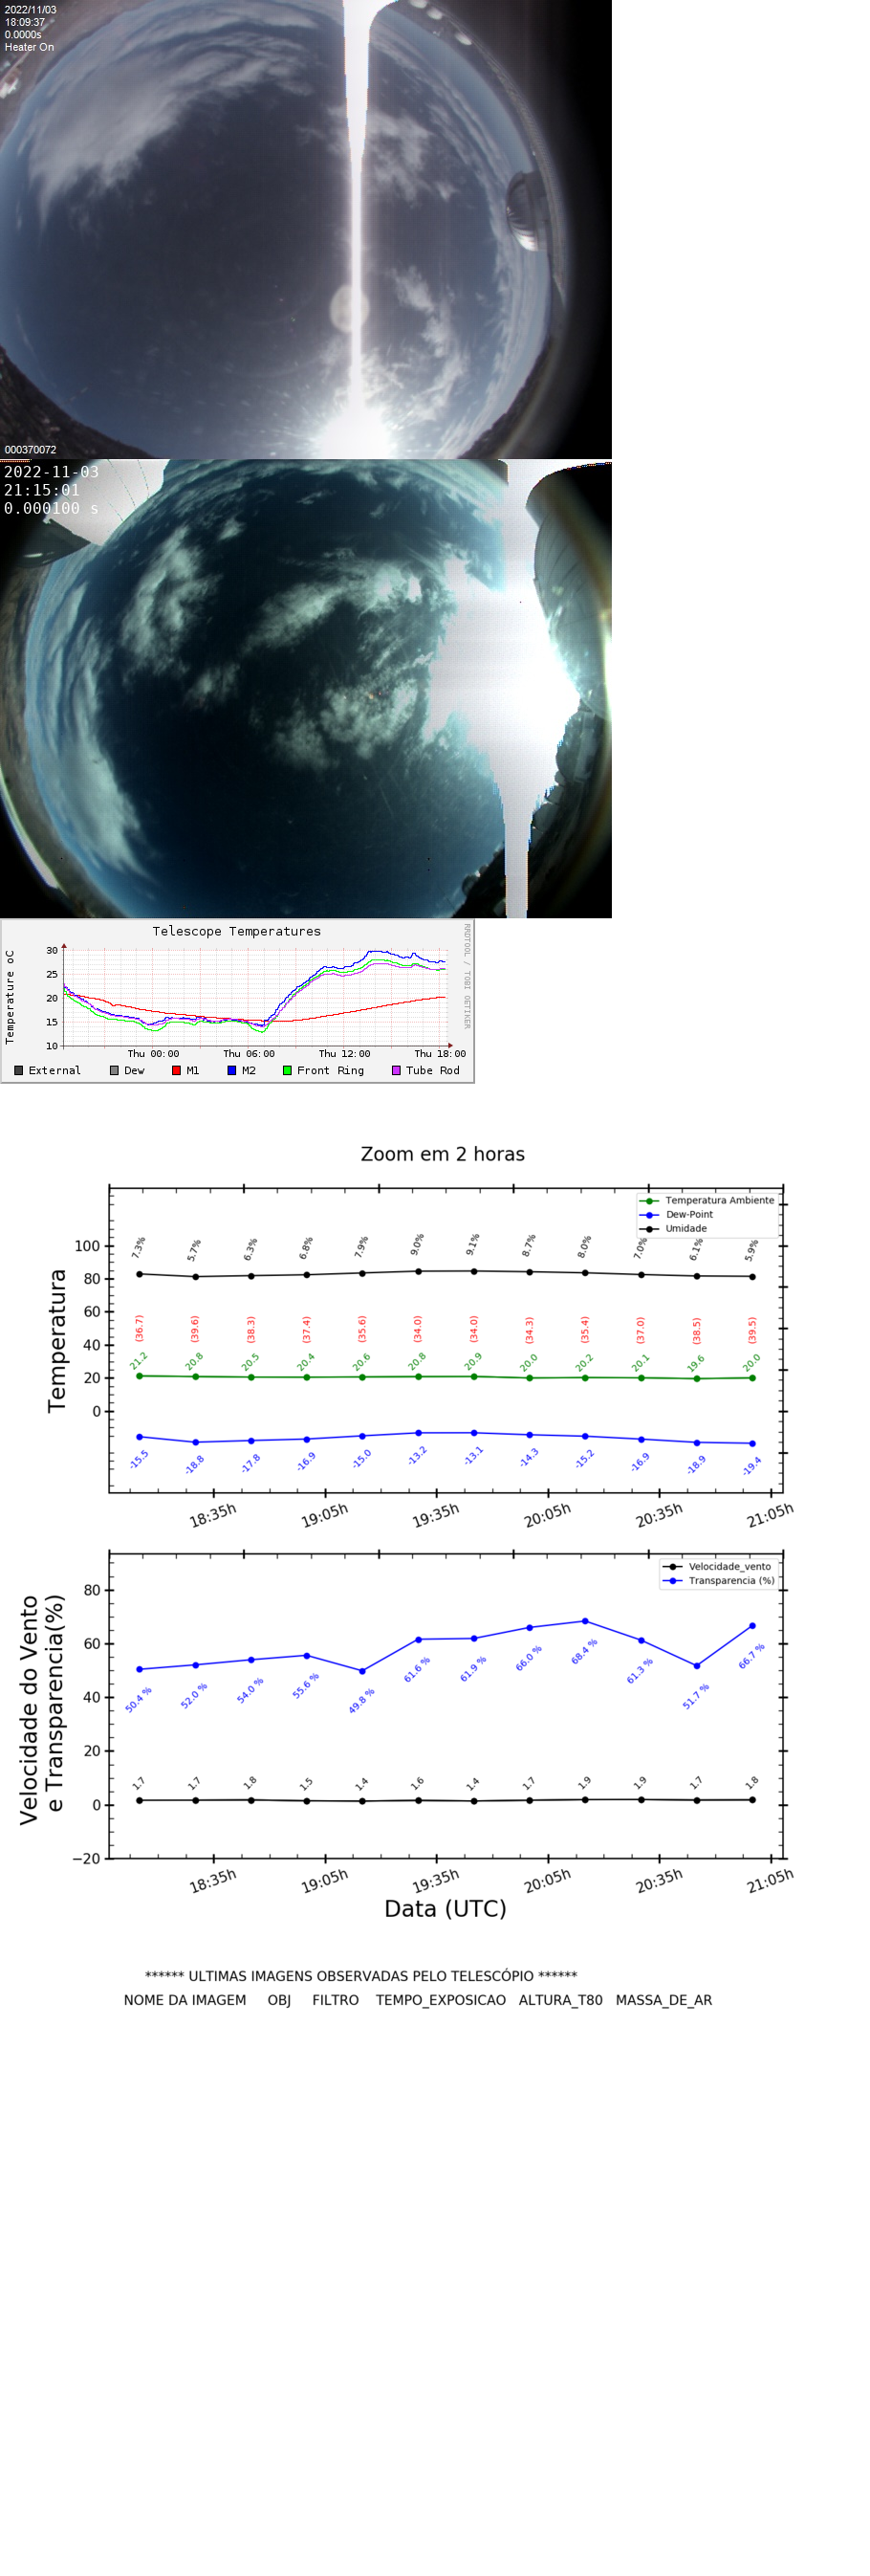 2022/11/03
18:09:37
0.0000s
Heater On
000370072
2022-11-03
21:15:01
0.000100 s
Telescope Temperatures
RRDTOOL / TOBI OETIKER
Temperature oC
30
25
20
15
10
Thu 00:00 Thu 06:00 Thu 12:00 Thu 18:00
External Dew M1 M2 Front Ring Tube Rod
Zoom em 2 horas
Temperatura Ambiente
Dew-Point
Umidade
Temperatura
100
80
60
40
20
0
7.3% 5.7% 6.3% 6.8% 7.9% 9.0% 9.1% 8.7% 8.0% 7.0% 6.1% 5.9%
(36.7) (39.6) (38.3) (37.4) (35.6) (34.0) (34.0) (34.3) (35.4) (37.0) (38.5) (39.5)
21.2 20.8 20.5 20.4 20.6 20.8 20.9 20.0 20.2 20.1 19.6 20.0
-15.5 -18.8 -17.8 -16.9 -15.0 -13.2 -13.1 -14.3 -15.2 -16.9 -18.9 -19.4
18:35h 19:05h 19:35h 20:05h 20:35h 21:05h
Velocidade_vento
Transparencia (%)
Velocidade do Vento
e Transparencia(%)
80
60
40
20
0
−20
50.4 % 52.0 % 54.0 % 55.6 % 49.8 % 61.6 % 61.9 % 66.0 % 68.4 % 61.3 % 51.7 % 66.7 %
1.7 1.7 1.8 1.5 1.4 1.6 1.4 1.7 1.9 1.9 1.7 1.8
18:35h 19:05h 19:35h 20:05h 20:35h 21:05h
Data (UTC)
****** ULTIMAS IMAGENS OBSERVADAS PELO TELESCÓPIO ******
NOME DA IMAGEM OBJ FILTRO TEMPO_EXPOSICAO ALTURA_T80 MASSA_DE_AR